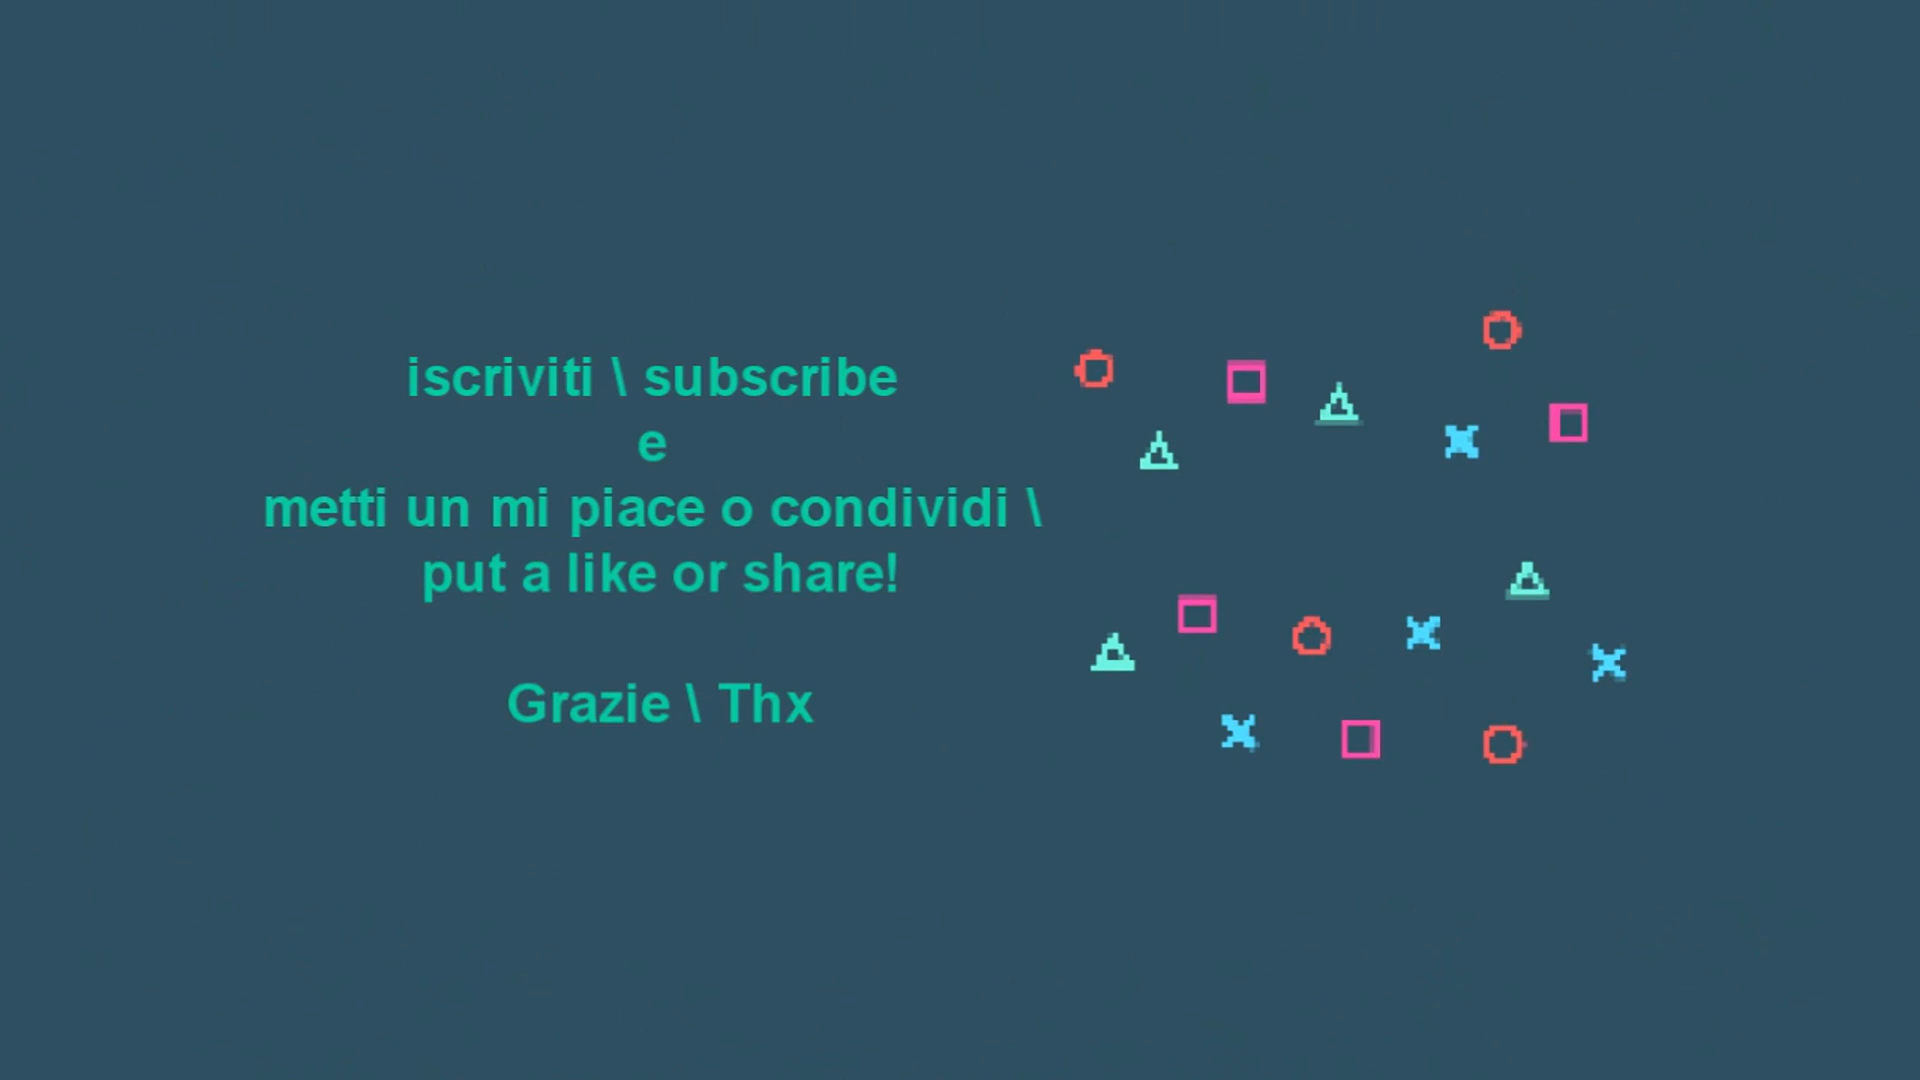 iscriviti \ subscribe
e
metti un mi piace o condividi \
put a like or share!
Grazie \ Thx